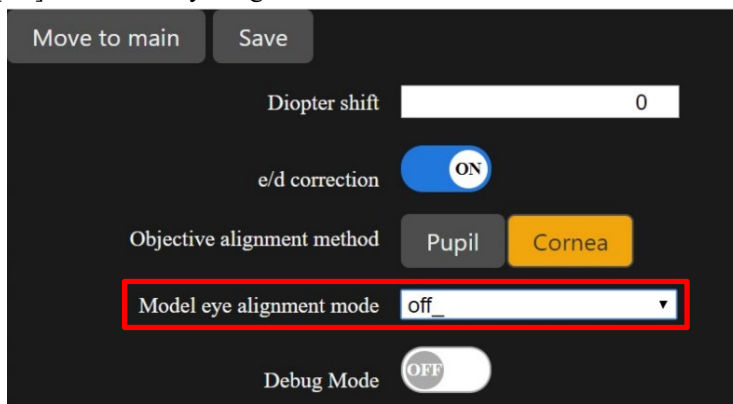 Move to main Save
Diopter shift 0
e/d correction ON
Objective alignment method Pupil Cornea
Model eye alignment mode off_
Debug Mode OFF